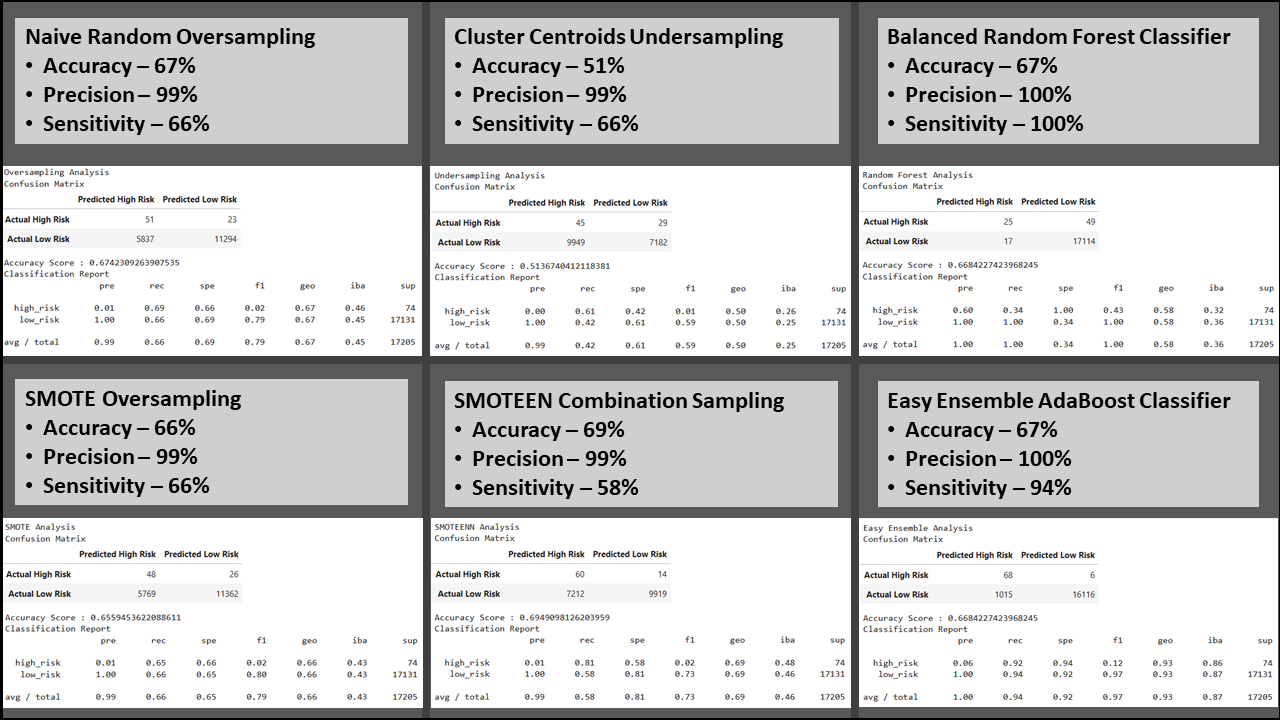 Naive Random Oversampling
• Accuracy – 67%
• Precision – 99%
• Sensitivity – 66%
Oversampling Analysis
Confusion Matrix
Predicted High Risk Predicted Low Risk
Actual High Risk 51 23
Actual Low Risk 5837 11294
Accuracy Score : 0.6742309263907535
Classification Report
pre rec spe f1 geo iba sup
high_risk 0.01 0.69 0.66 0.02 0.67 0.46 74
low_risk 1.00 0.66 0.69 0.79 0.67 0.45 17131
avg / total 0.99 0.66 0.69 0.79 0.67 0.45 17205
Cluster Centroids Undersampling
• Accuracy – 51%
• Precision – 99%
• Sensitivity – 66%
Undersampling Analysis
Confusion Matrix
Predicted High Risk Predicted Low Risk
Actual High Risk 45 29
Actual Low Risk 9949 7182
Accuracy Score : 0.5136740412118381
Classification Report
pre rec spe f1 geo iba sup
high_risk 0.00 0.61 0.42 0.01 0.50 0.26 74
low_risk 1.00 0.42 0.61 0.59 0.50 0.25 17131
avg / total 0.99 0.42 0.61 0.59 0.50 0.25 17205
Balanced Random Forest Classifier
• Accuracy – 67%
• Precision – 100%
• Sensitivity – 100%
Random Forest Analysis
Confusion Matrix
Predicted High Risk Predicted Low Risk
Actual High Risk 25 49
Actual Low Risk 17 17114
Accuracy Score : 0.6684227423968245
Classification Report
pre rec spe f1 geo iba sup
high_risk 0.60 0.34 1.00 0.43 0.58 0.32 74
low_risk 1.00 1.00 0.34 1.00 0.58 0.36 17131
avg / total 1.00 1.00 0.34 1.00 0.58 0.36 17205
SMOTE Oversampling
• Accuracy – 66%
• Precision – 99%
• Sensitivity – 66%
SMOTE Analysis
Confusion Matrix
Predicted High Risk Predicted Low Risk
Actual High Risk 48 26
Actual Low Risk 5769 11362
Accuracy Score : 0.6559453622088611
Classification Report
pre rec spe f1 geo iba sup
high_risk 0.01 0.65 0.66 0.02 0.66 0.43 74
low_risk 1.00 0.66 0.65 0.80 0.66 0.43 17131
avg / total 0.99 0.66 0.65 0.79 0.66 0.43 17205
SMOTEEN Combination Sampling
• Accuracy – 69%
• Precision – 99%
• Sensitivity – 58%
SMOTEENN Analysis
Confusion Matrix
Predicted High Risk Predicted Low Risk
Actual High Risk 60 14
Actual Low Risk 7212 9919
Accuracy Score : 0.6949098126203959
Classification Report
pre rec spe f1 geo iba sup
high_risk 0.01 0.81 0.58 0.02 0.69 0.48 74
low_risk 1.00 0.58 0.81 0.73 0.69 0.46 17131
avg / total 0.99 0.58 0.81 0.73 0.69 0.46 17205
Easy Ensemble AdaBoost Classifier
• Accuracy – 67%
• Precision – 100%
• Sensitivity – 94%
Easy Ensemble Analysis
Confusion Matrix
Predicted High Risk Predicted Low Risk
Actual High Risk 68 6
Actual Low Risk 1015 16116
Accuracy Score : 0.6684227423968245
Classification Report
pre rec spe f1 geo iba sup
high_risk 0.06 0.92 0.94 0.12 0.93 0.86 74
low_risk 1.00 0.94 0.92 0.97 0.93 0.87 17131
avg / total 1.00 0.94 0.92 0.97 0.93 0.87 17205